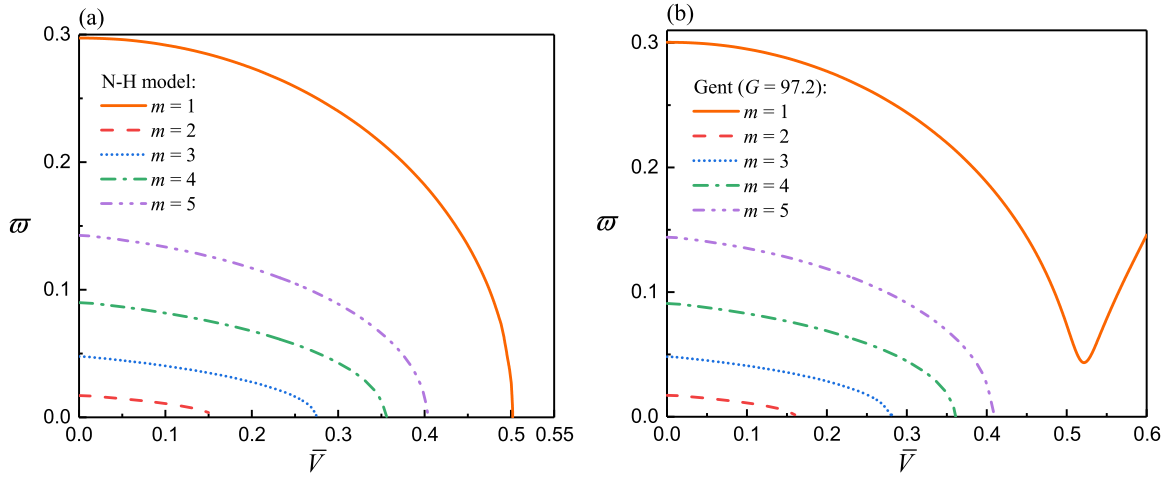 (a)
0.3
0.2
0.1
0.0
ϖ
N-H model:
m = 1
m = 2
m = 3
m = 4
m = 5
0.0 0.1 0.2 0.3 0.4 0.5 0.55
V̅
(b)
0.3
0.2
0.1
0.0
ϖ
Gent (G = 97.2):
m = 1
m = 2
m = 3
m = 4
m = 5
0.0 0.1 0.2 0.3 0.4 0.5 0.6
V̅